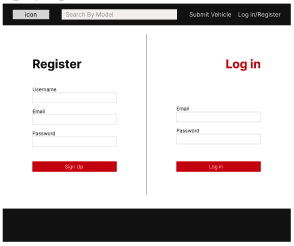 icon
Search By Model
Submit Vehicle
Log in/Register
Register
Username
Email
Password
Sign Up
Log in
Email
Password
Log in